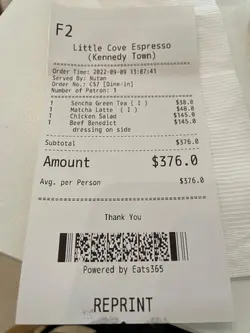 F2
Little Cove Espresso
(Kennedy Town)
Order Time: 2022-09-09 13:07:41
Served By: Nutan
Order No.: C57 [Dine-in]
Number of Patron: 1
1 Sencha Green Tea ( I ) $38.0
1 Matcha Latte ( I ) $48.0
1 Chicken Salad $145.0
1 Beef Benedict $145.0
dressing on side
Subtotal $376.0
Amount $376.0
Avg. per Person $376.0
Thank You
Powered by Eats365
REPRINT